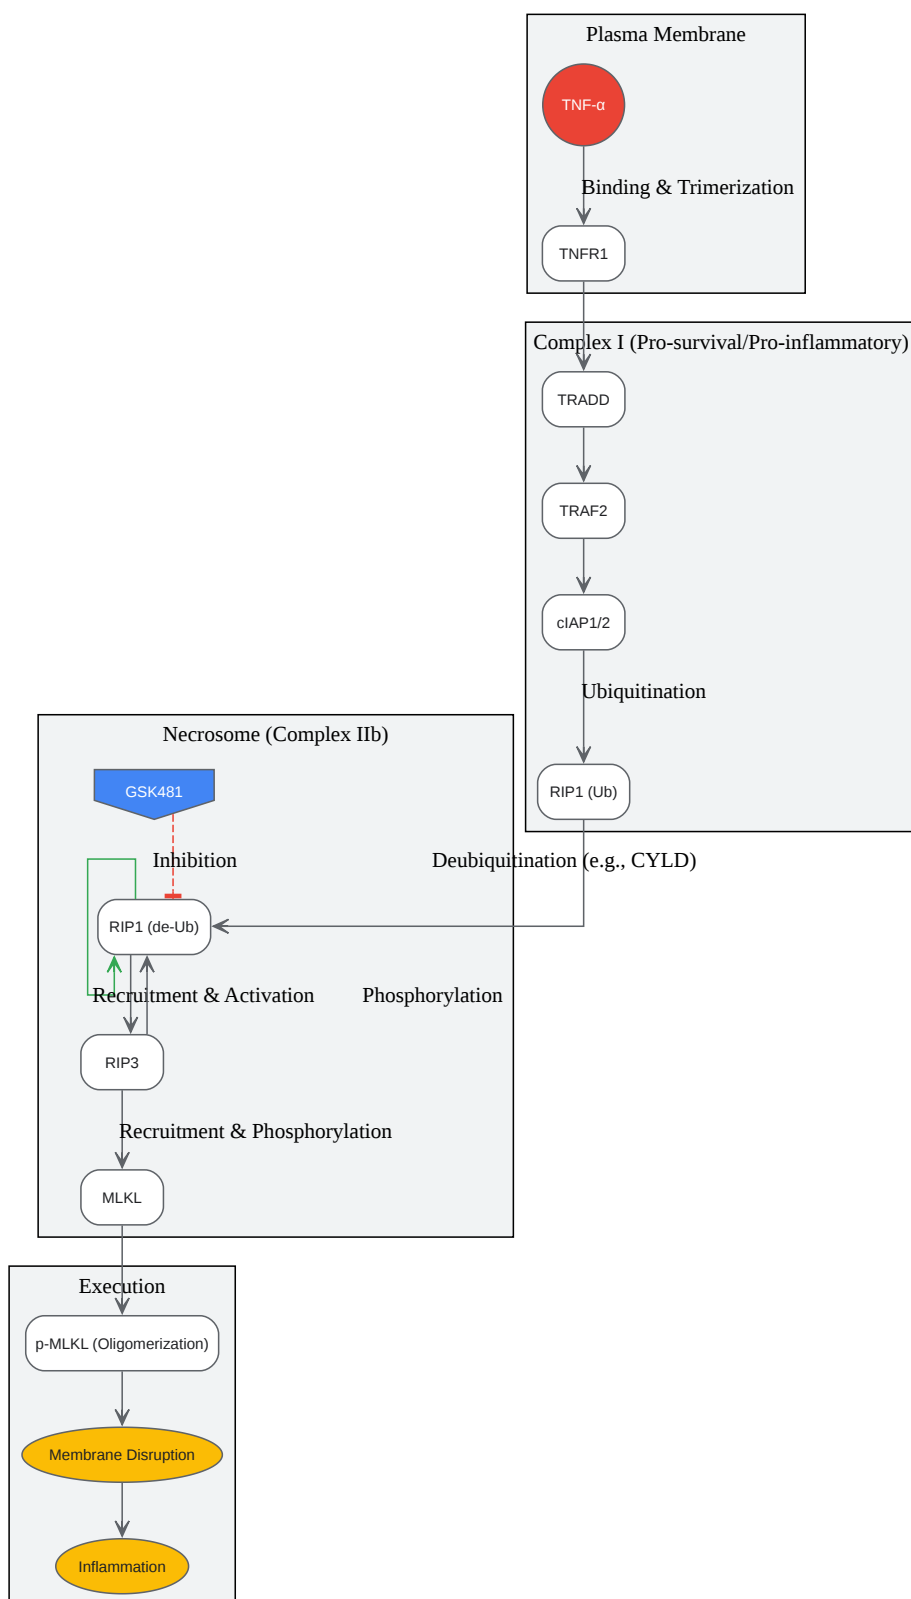 Plasma Membrane
TNF-α
Binding & Trimerization
TNFR1
Complex I (Pro-survival/Pro-inflammatory)
TRADD
TRAF2
cIAP1/2
Ubiquitination
RIP1 (Ub)
Necrosome (Complex IIb)
GSK481
Inhibition
Deubiquitination (e.g., CYLD)
RIP1 (de-Ub)
Recruitment & Activation
Phosphorylation
RIP3
Recruitment & Phosphorylation
MLKL
Execution
p-MLKL (Oligomerization)
Membrane Disruption
Inflammation